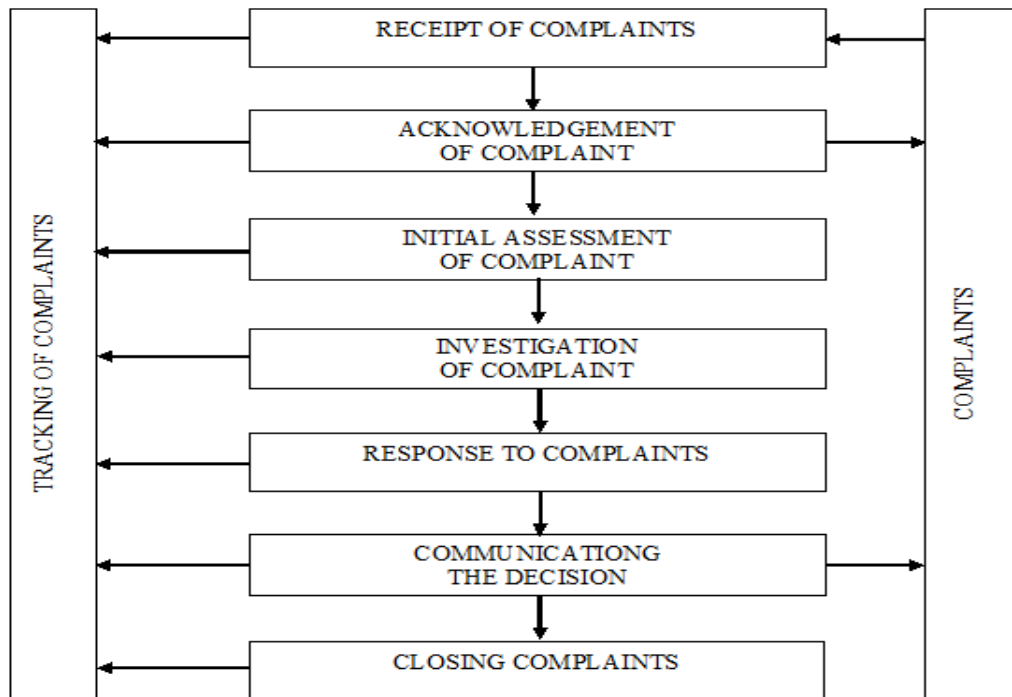 RECEIPT OF COMPLAINTS
ACKNOWLEDGEMENT
OF COMPLAINT
INITIAL ASSESSMENT
OF COMPLAINT
INVESTIGATION
OF COMPLAINT
RESPONSE TO COMPLAINTS
COMMUNICATIONG
THE DECISION
CLOSING COMPLAINTS
TRACKING OF COMPLAINTS
COMPLAINTS